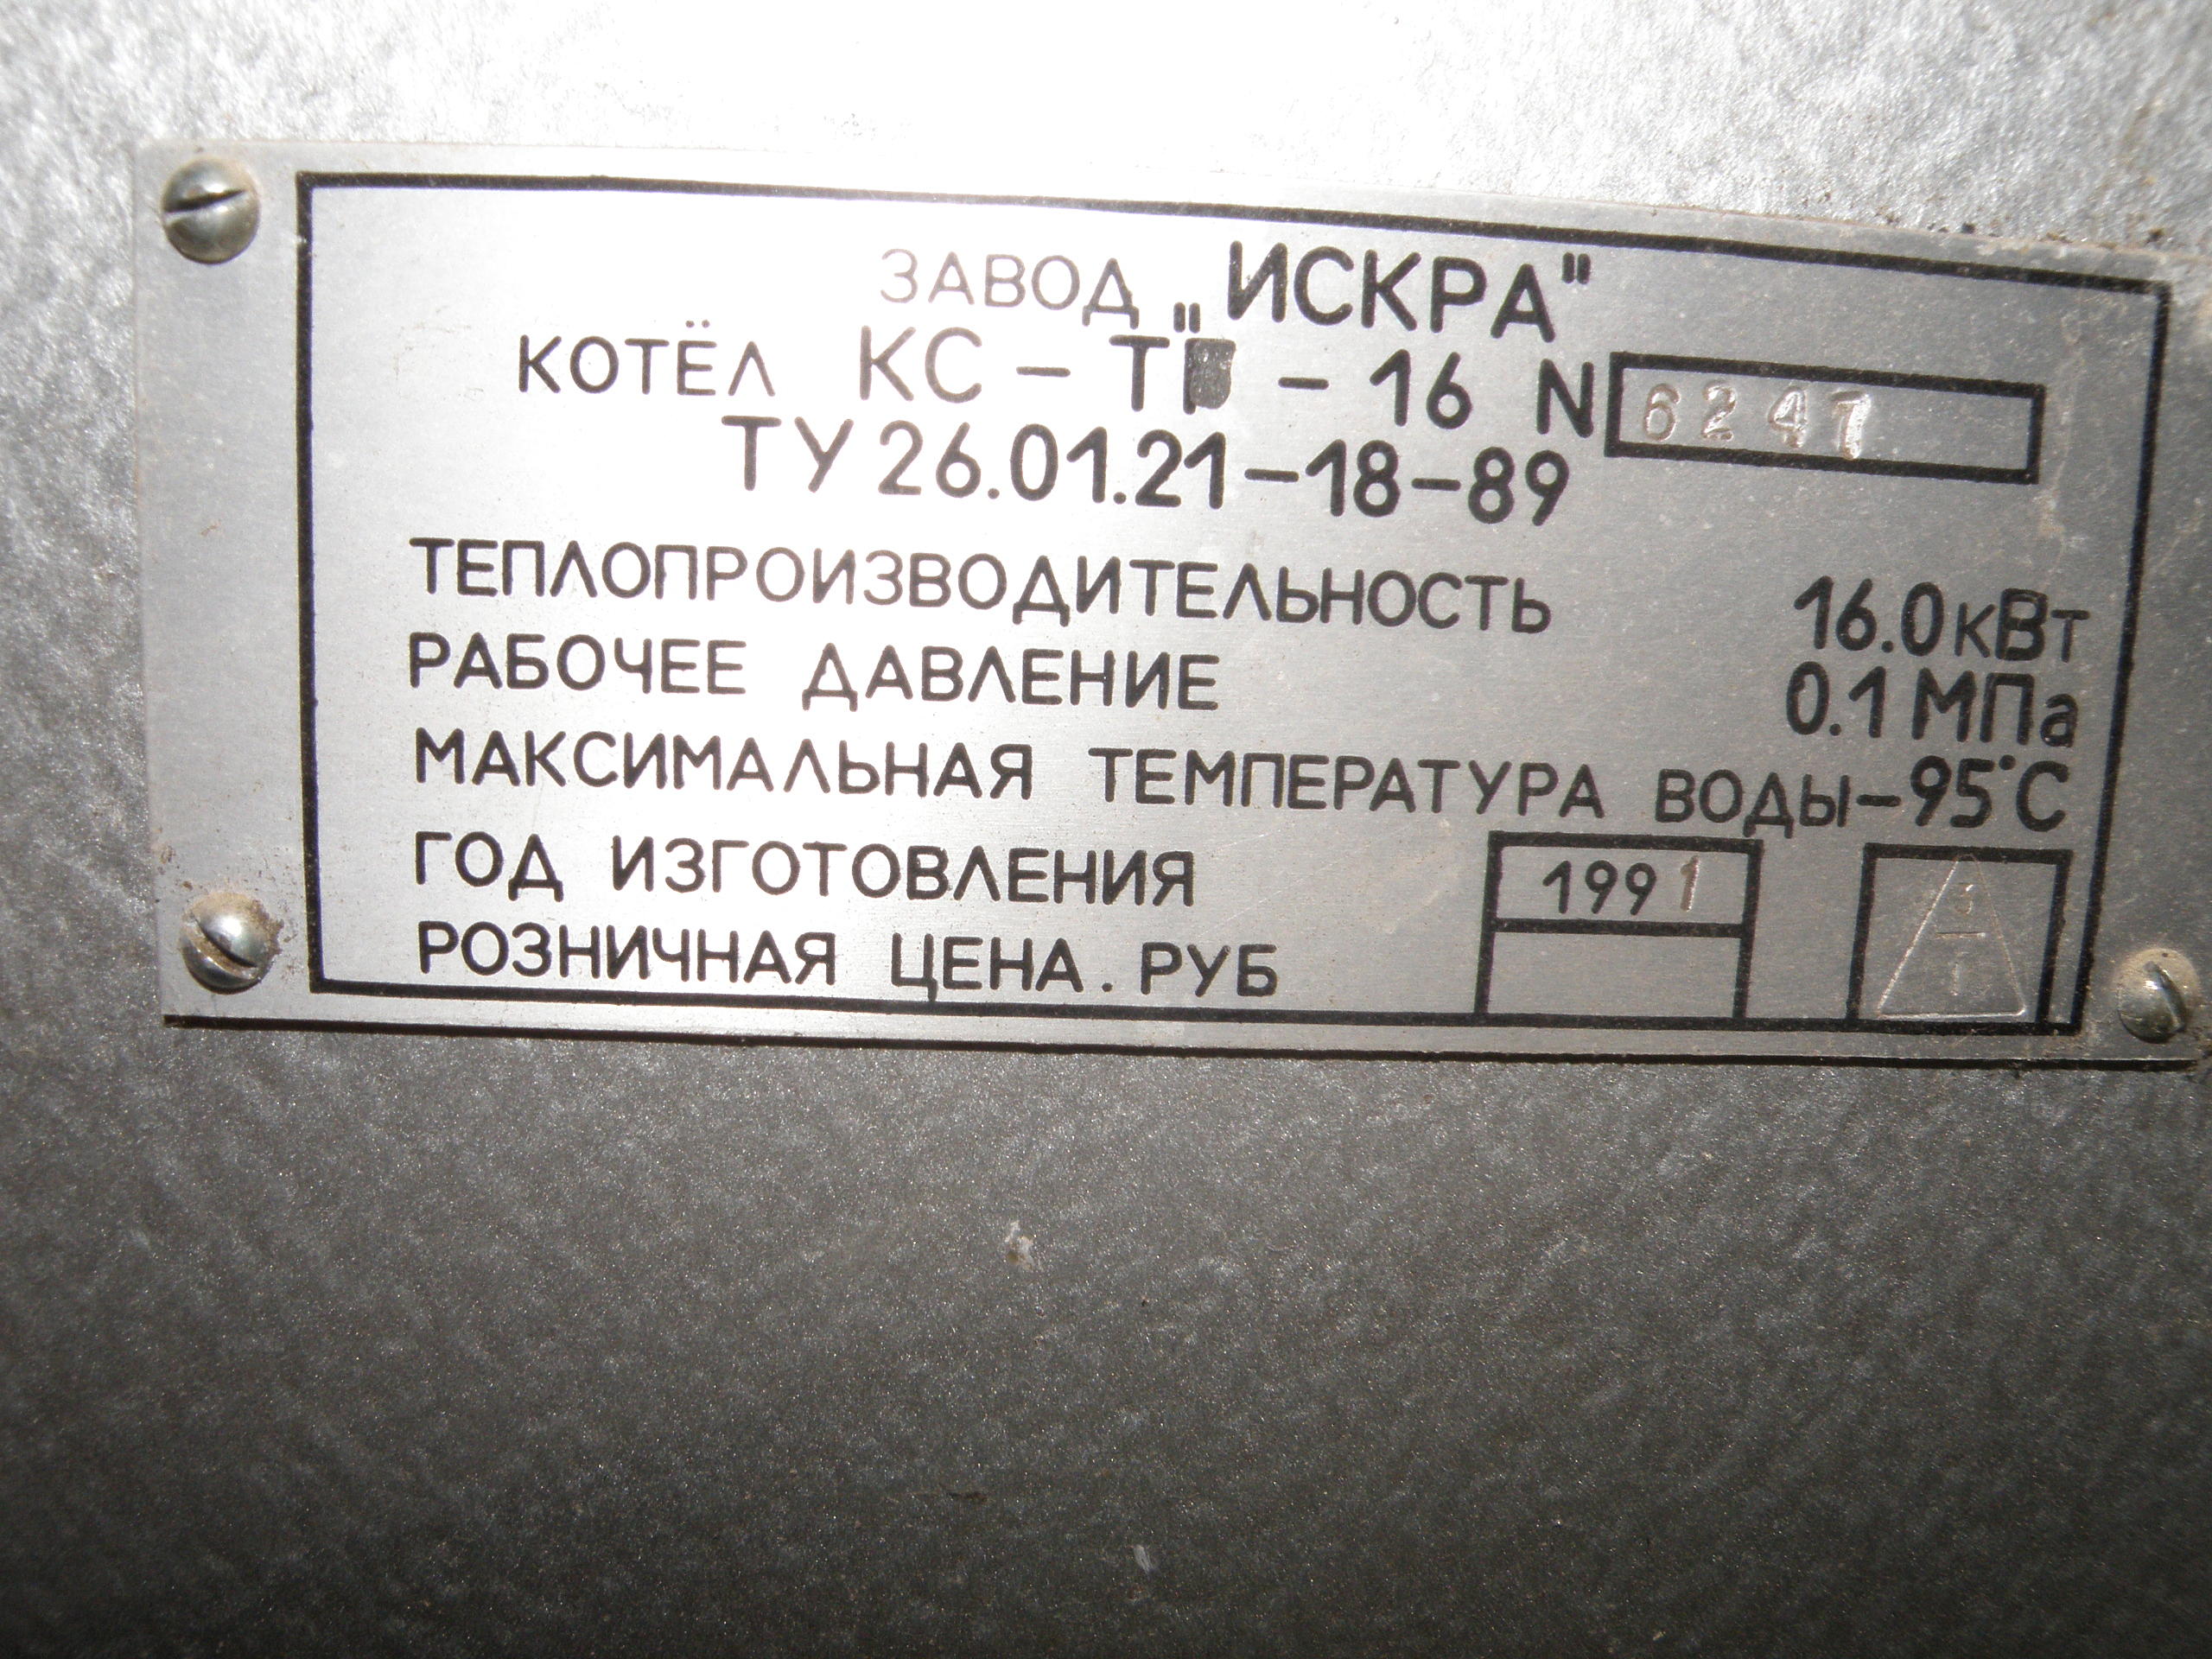 ЗАВОД „ИСКРА"
КОТЁЛ КС – Т – 16 N 6247
ТУ 26.01.21–18–89
ТЕПЛОПРОИЗВОДИТЕЛЬНОСТЬ 16.0кВт
РАБОЧЕЕ ДАВЛЕНИЕ 0.1 МПа
МАКСИМАЛЬНАЯ ТЕМПЕРАТУРА ВОДЫ–95°С
ГОД ИЗГОТОВЛЕНИЯ 1991
РОЗНИЧНАЯ ЦЕНА. РУБ